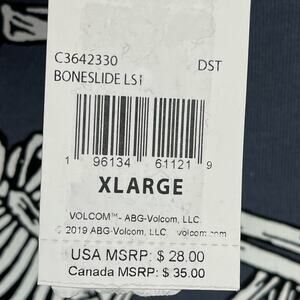 C3642330 DST
BONESLIDE LST
1 96134 61121 9
XLARGE
VOLCOM™- ABG-Volcom, LLC.
© 2019 ABG-Volcom, LLC. volcom.com
USA MSRP: $ 28.00
Canada MSRP: $ 35.00